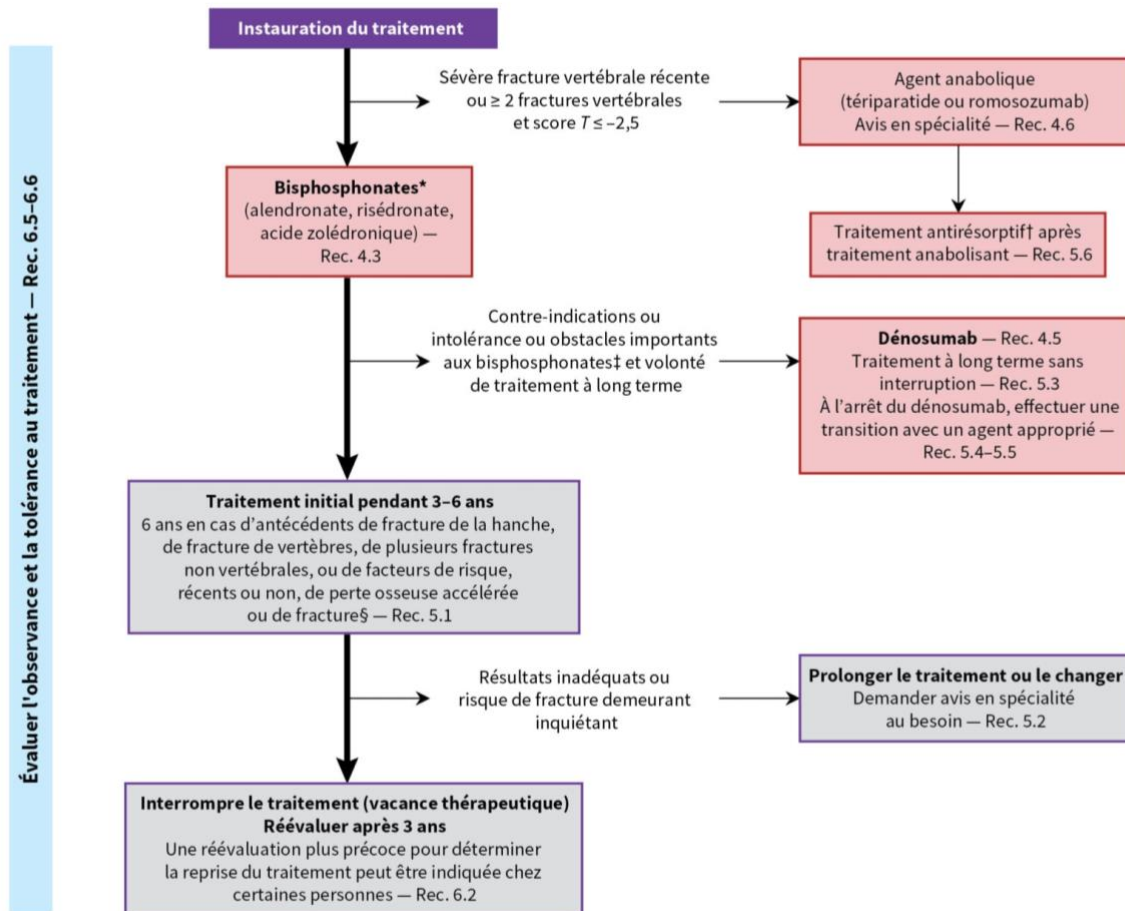 Instauration du traitement
Sévère fracture vertébrale récente
ou ≥ 2 fractures vertébrales
et score T ≤ –2,5
Agent anabolique
(tériparatide ou romosozumab)
Avis en spécialité — Rec. 4.6
Bisphosphonates*
(alendronate, risédronate,
acide zolédronique) —
Rec. 4.3
Traitement antirésorptif† après
traitement anabolisant — Rec. 5.6
Contre-indications ou
intolérance ou obstacles importants
aux bisphosphonates‡ et volonté
de traitement à long terme
Dénosumab — Rec. 4.5
Traitement à long terme sans
interruption — Rec. 5.3
À l'arrêt du dénosumab, effectuer une
transition avec un agent approprié —
Rec. 5.4–5.5
Traitement initial pendant 3–6 ans
6 ans en cas d'antécédents de fracture de la hanche,
de fracture de vertèbres, de plusieurs fractures
non vertébrales, ou de facteurs de risque,
récents ou non, de perte osseuse accélérée
ou de fracture§ — Rec. 5.1
Résultats inadéquats ou
risque de fracture demeurant
inquiétant
Prolonger le traitement ou le changer
Demander avis en spécialité
au besoin — Rec. 5.2
Interrompre le traitement (vacance thérapeutique)
Réévaluer après 3 ans
Une réévaluation plus précoce pour déterminer
la reprise du traitement peut être indiquée chez
certaines personnes — Rec. 6.2
Évaluer l'observance et la tolérance au traitement — Rec. 6.5–6.6